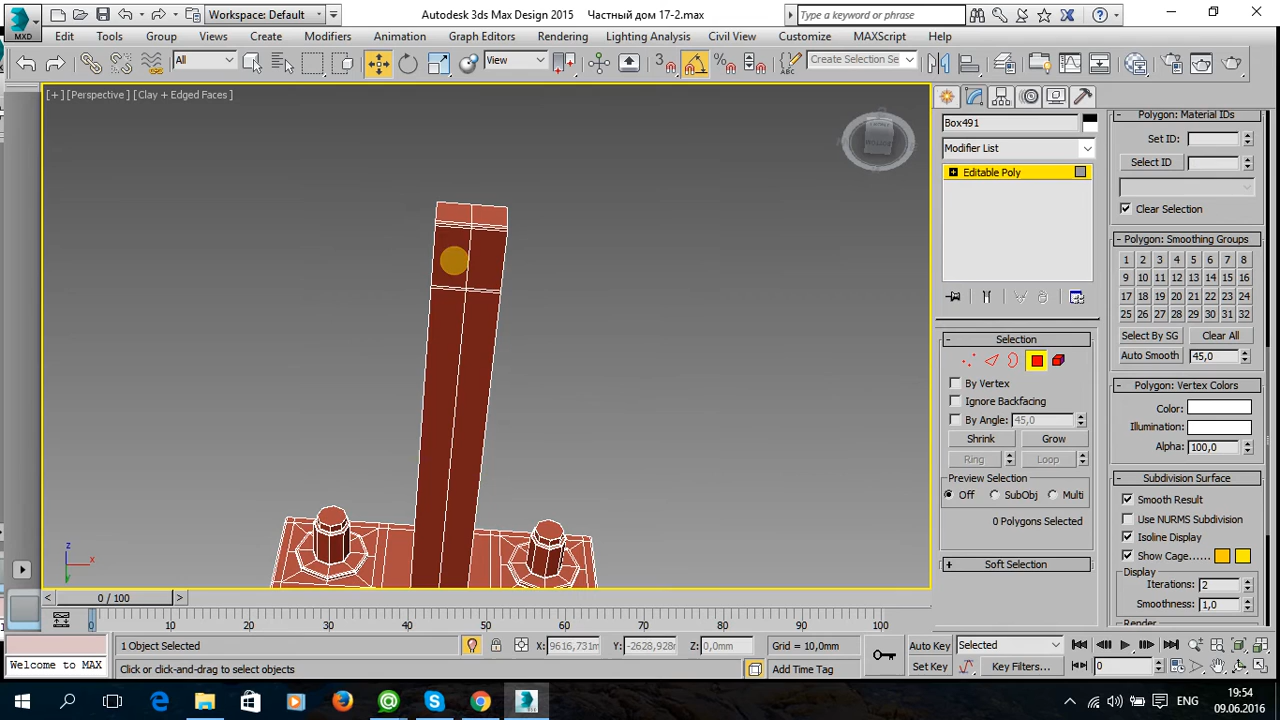 Workspace: Default
Autodesk 3ds Max Design 2015
Частный дом 17-2.max
Type a keyword or phrase
MAX
Edit Tools Group Views Create Modifiers Animation Graph Editors Rendering Lighting Analysis Civil View Customize MAXScript Help
All
View
3
%
Create Selection Se
[+] [Perspective] [Clay + Edged Faces]
Box491
Modifier List
Editable Poly
Selection
By Vertex
Ignore Backfacing
By Angle: 45,0
Shrink Grow
Ring Loop
Preview Selection
Off SubObj Multi
0 Polygons Selected
Soft Selection
Polygon: Material IDs
Set ID:
Select ID
Clear Selection
Polygon: Smoothing Groups
1 2 3 4 5 6 7 8
9 10 11 12 13 14 15 16
17 18 19 20 21 22 23 24
25 26 27 28 29 30 31 32
Select By SG Clear All
Auto Smooth 45,0
Polygon: Vertex Colors
Color:
Illumination:
Alpha: 100,0
Subdivision Surface
Smooth Result
Use NURMS Subdivision
Isoline Display
Show Cage......
Display
Iterations: 2
Smoothness: 1,0
Render
z
x
y
0 / 100
0 10 20 30 40 50 60 70 80 90 100
1 Object Selected
X: 9616,731m Y: -2628,928m Z: 0,0mm
Grid = 10,0mm
Auto Key Selected
Welcome to MAX
Click or click-and-drag to select objects
Add Time Tag
Set Key Key Filters...
0
ENG
19:54
09.06.2016